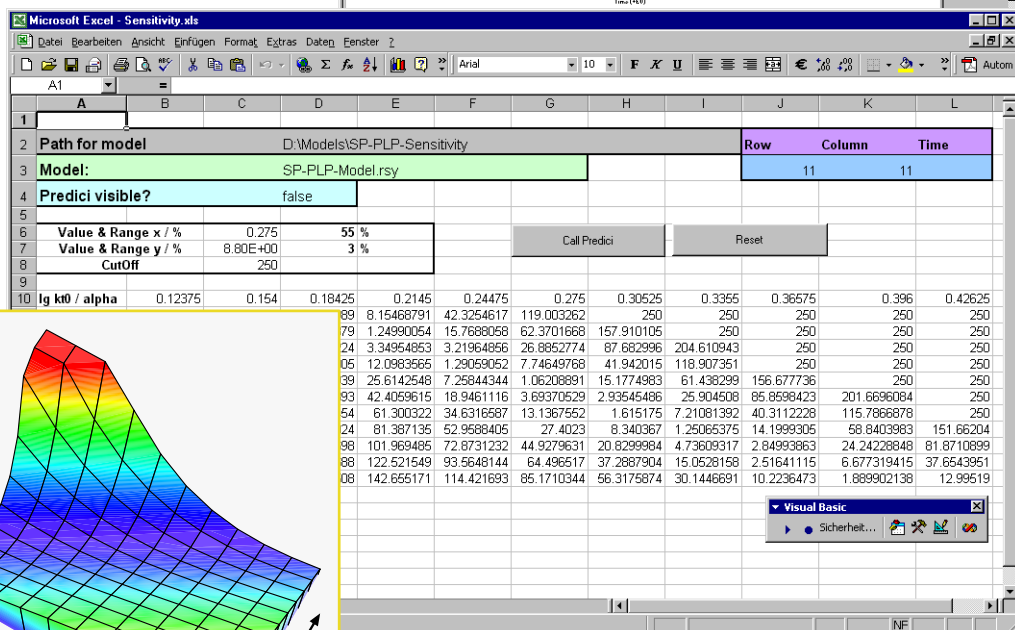 Time (*60)
Microsoft Excel - Sensitivity.xls
Datei Bearbeiten Ansicht Einfügen Format Extras Daten Fenster ?
Arial 10 F K U € Autom
A1 =
A B C D E F G H I J K L
1
2 Path for model D:\Models\SP-PLP-Sensitivity Row Column Time
3 Model: SP-PLP-Model.rsy 11 11
4 Predici visible? false
5
6 Value & Range x / % 0.275 55 % Call Predici Reset
7 Value & Range y / % 8.80E+00 3 %
8 CutOff 250
9
10 lg kt0 / alpha 0.12375 0.154 0.18425 0.2145 0.24475 0.275 0.30525 0.3355 0.36575 0.396 0.42625
89 8.15468791 42.3254617 119.003262 250 250 250 250 250
79 1.24990054 15.7688058 62.3701668 157.910105 250 250 250 250
24 3.34954853 3.21964856 26.8852774 87.682996 204.610943 250 250 250
05 12.0983565 1.29059052 7.74649768 41.942015 118.907351 250 250 250
39 25.6142548 7.25844344 1.06208891 15.1774983 61.438299 156.677736 250 250
93 42.4059615 18.9461116 3.69370529 2.93545486 25.904508 85.8598423 201.6696084 250
54 61.300322 34.6316587 13.1367552 1.615175 7.21081392 40.3112228 115.7866878 250
24 81.387135 52.9588405 27.4023 8.340367 1.25065375 14.1999305 58.8403983 151.66204
98 101.969485 72.8731232 44.9279631 20.8299984 4.73609317 2.84993863 24.24228848 81.8710899
88 122.521549 93.5648144 64.496517 37.2887904 15.0528158 2.51641115 6.677319415 37.6543951
08 142.655171 114.421693 85.1710344 56.3175874 30.1446691 10.2236473 1.889902138 12.99519
Visual Basic
Sicherheit...
NF